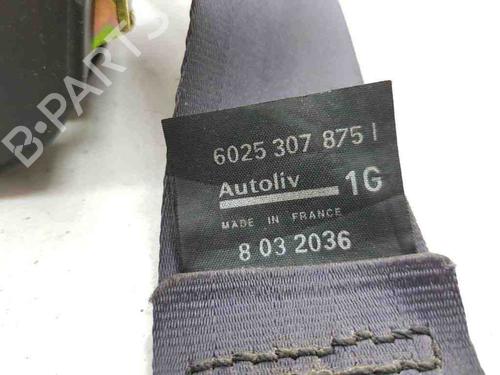 B-PARTS
6025 307 875 I
Autoliv 1G
MADE IN FRANCE
8 03 2036